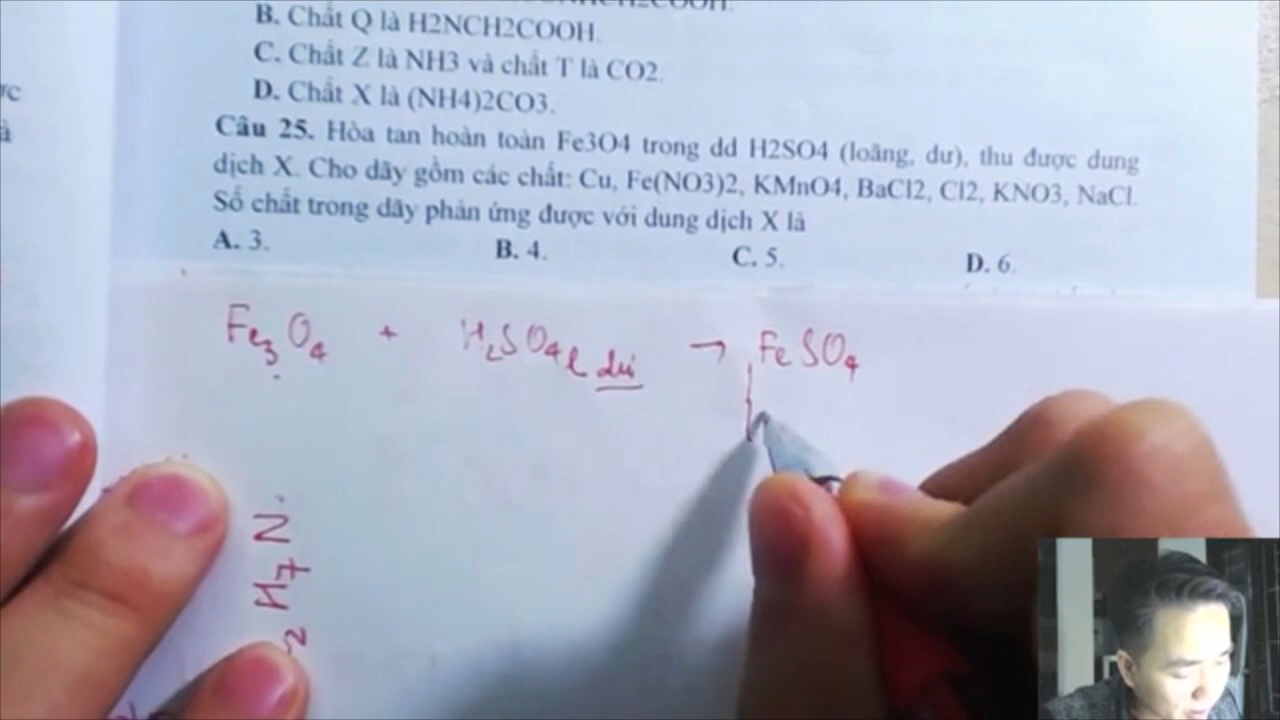 B. Chất Q là H2NCH2COOH.
C. Chất Z là NH3 và chất T là CO2.
D. Chất X là (NH4)2CO3.
Câu 25. Hòa tan hoàn toàn Fe3O4 trong dd H2SO4 (loãng, dư), thu được dung
dịch X. Cho dãy gồm các chất: Cu, Fe(NO3)2, KMnO4, BaCl2, Cl2, KNO3, NaCl.
Số chất trong dãy phản ứng được với dung dịch X là
A. 3. B. 4. C. 5. D. 6.
Fe3O4 + H2SO4 l dư → FeSO4
2 H7 N.